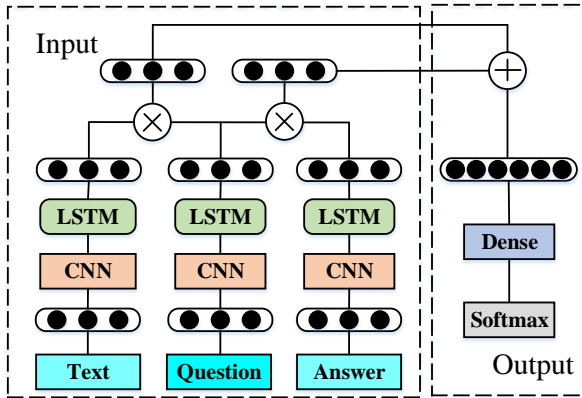 Input
LSTM
LSTM
LSTM
CNN
CNN
CNN
Text
Question
Answer
Dense
Softmax
Output